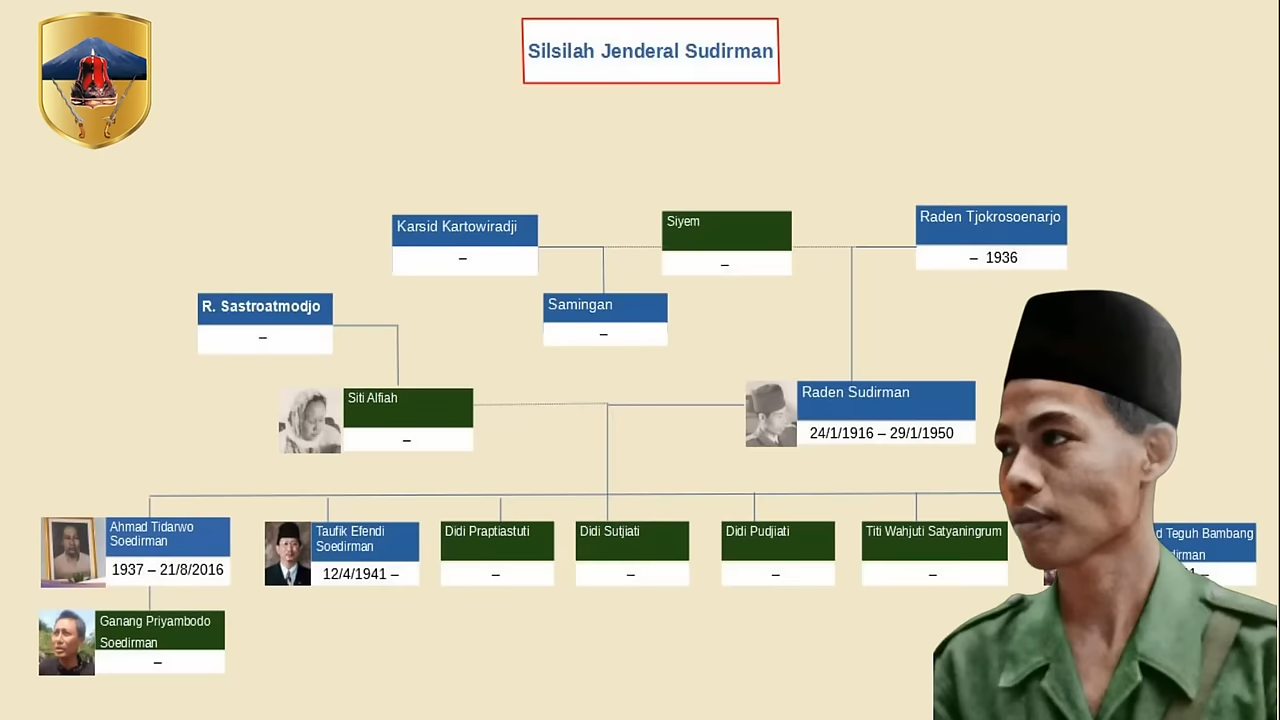 Silsilah Jenderal Sudirman
Karsid Kartowiradji
–
Siyem
–
Raden Tjokrosoenarjo
– 1936
R. Sastroatmodjo
–
Samingan
–
Siti Alfiah
–
Raden Sudirman
24/1/1916 – 29/1/1950
Ahmad Tidarwo
Soedirman
1937 – 21/8/2016
Taufik Efendi
Soedirman
12/4/1941 –
Didi Praptiastuti
–
Didi Sutjiati
–
Didi Pudjiati
–
Titi Wahjuti Satyaningrum
–
Teguh Bambang
–
Ganang Priyambodo
Soedirman
–